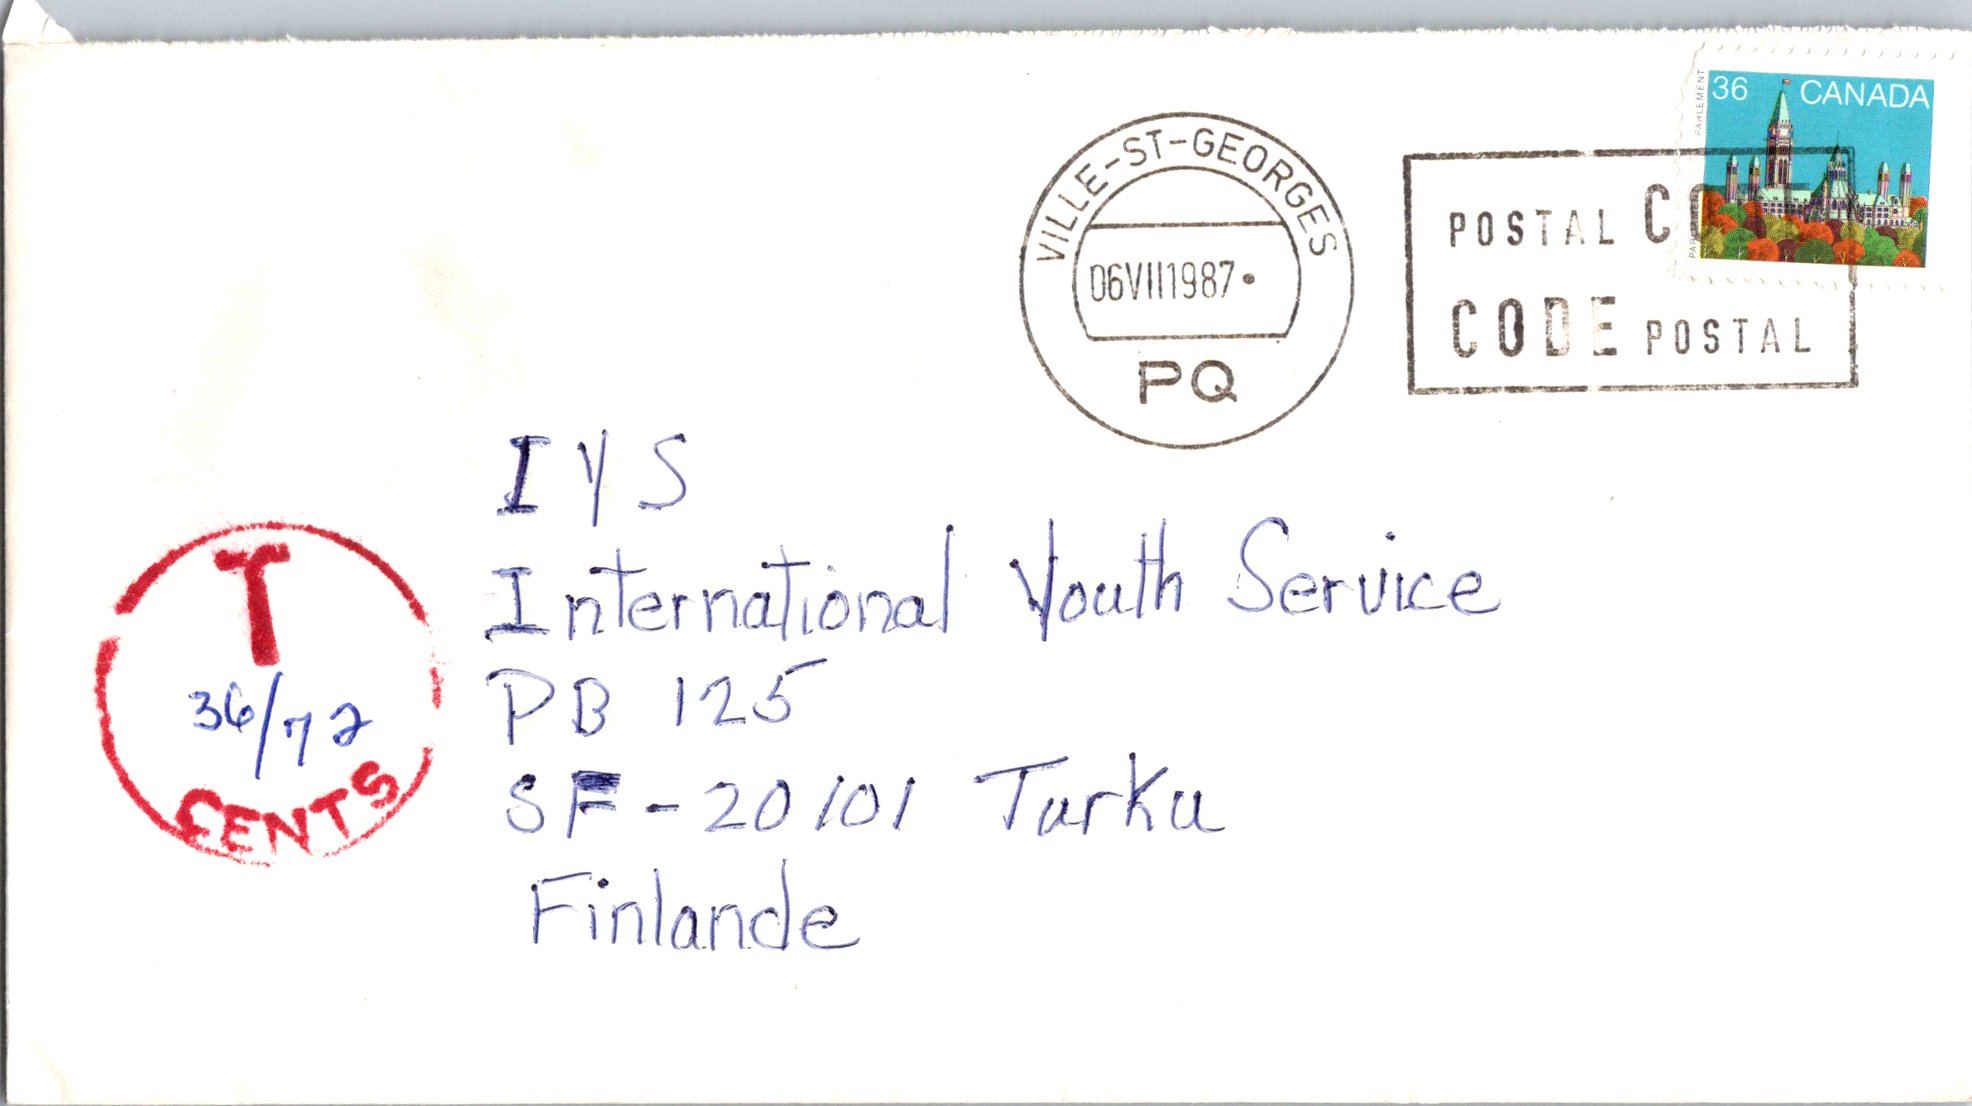 36 CANADA
PARLEMENT
VILLE-ST-GEORGES
06VII1987
PQ
POSTAL
CODE POSTAL
I Y S
International Youth Service
PB 125
SF-20101 Turku
Finlande
T
36/72
CENTS